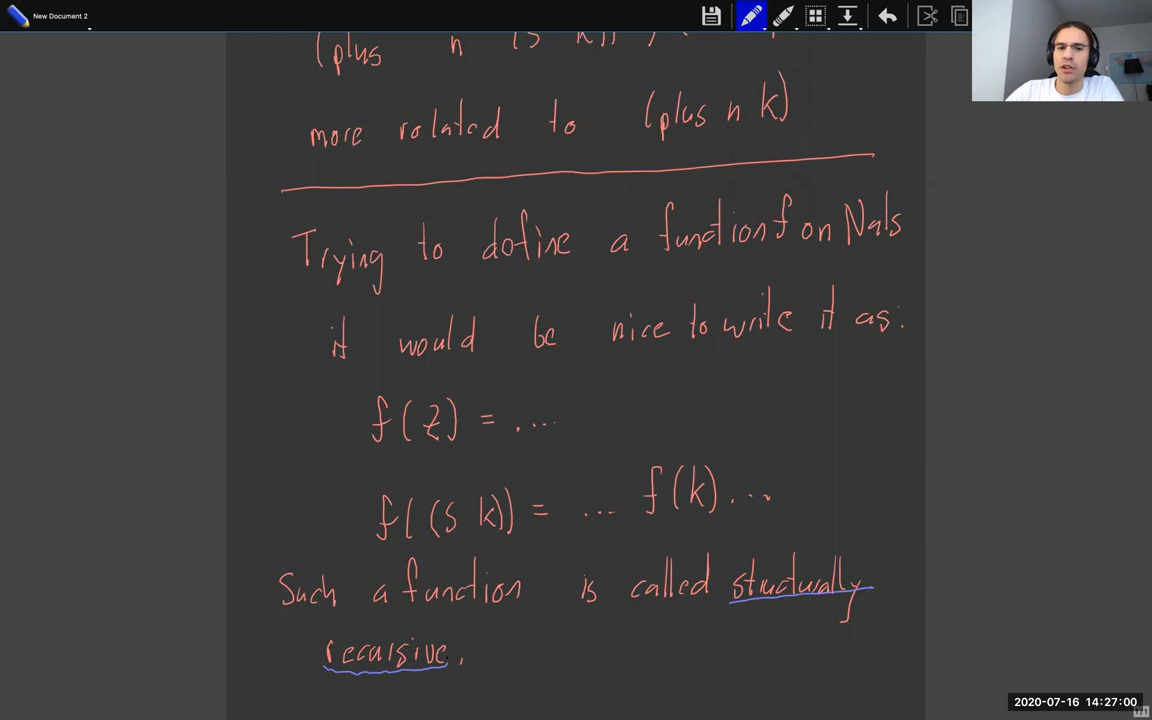 New Document 2
(plus n (S k))
more related to (plus n k)
Trying to define a function f on Nats
it would be nice to write it as:
f(Z) = ....
f((S k)) = ... f(k)...
Such a function is called structurally
recursive.
2020-07-16 14:27:00